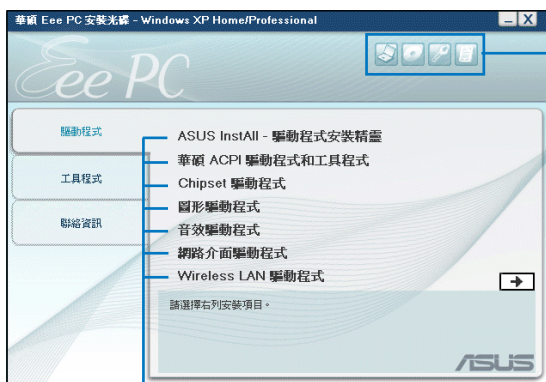 華碩 Eee PC 安裝光碟 - Windows XP Home/Professional
Eee PC
驅動程式
工具程式
聯絡資訊
ASUS InstAll - 驅動程式安裝精靈
華碩 ACPI 驅動程式和工具程式
Chipset 驅動程式
圖形驅動程式
音效驅動程式
網路介面驅動程式
Wireless LAN 驅動程式
請選擇右列安裝項目。
ASUS